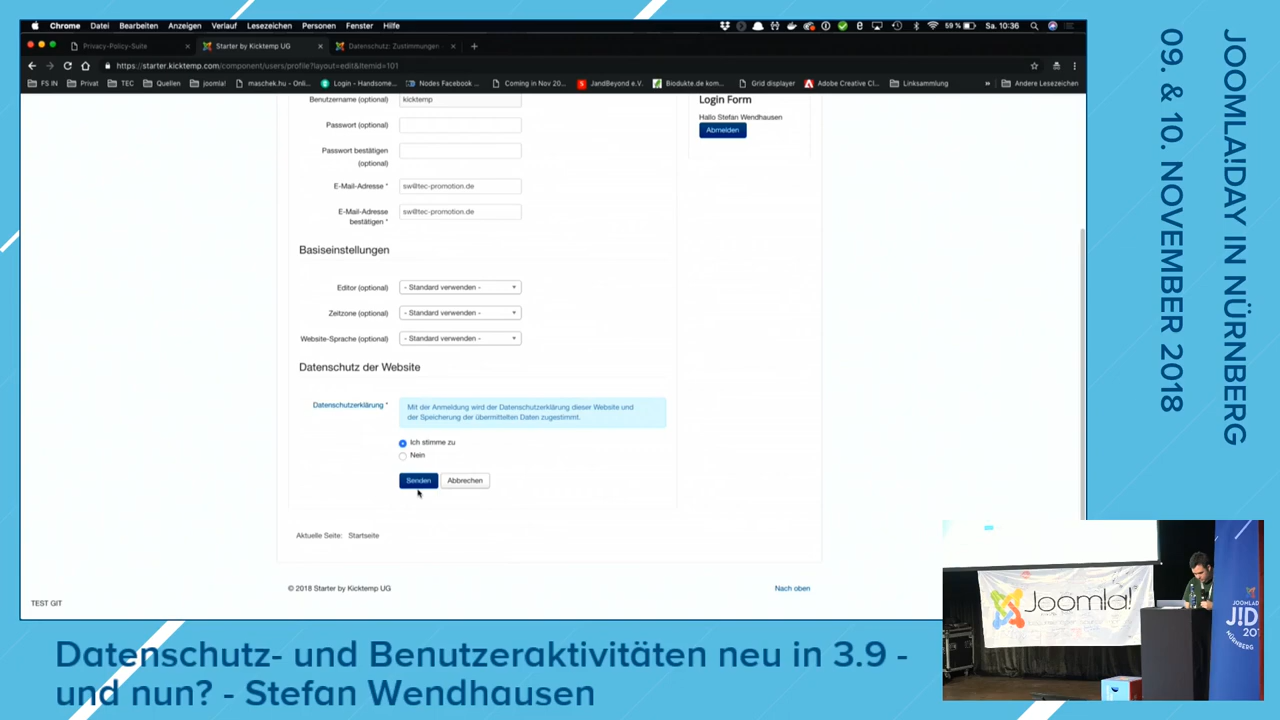 Chrome Datei Bearbeiten Anzeigen Verlauf Lesezeichen Personen Fenster Hilfe
59 % Sa. 10:36
Privacy-Policy-Suite
Starter by Kicktemp UG
Datenschutz: Zustimmungen
https://starter.kicktemp.com/component/users/profile?layout=edit&Itemid=101
FS IN Privat TEC Quellen joomla! maschek.hu Login - Handsome... Nodes Facebook ... Coming in Nov 20... JandBeyond e.V. Biodukte.de kom... Grid displayer Adobe Creative Cl... Linksammlung » Andere Lesezeichen
Benutzername (optional) kicktemp
Passwort (optional)
Passwort bestätigen
(optional)
E-Mail-Adresse * sw@tec-promotion.de
E-Mail-Adresse
bestätigen *
sw@tec-promotion.de
Basiseinstellungen
Editor (optional) - Standard verwenden -
Zeitzone (optional) - Standard verwenden -
Website-Sprache (optional) - Standard verwenden -
Datenschutz der Website
Datenschutzerklärung *
Mit der Anmeldung wird der Datenschutzerklärung dieser Website und
der Speicherung der übermittelten Daten zugestimmt.
Ich stimme zu
Nein
Senden Abbrechen
Aktuelle Seite: Startseite
© 2018 Starter by Kicktemp UG
Nach oben
TEST GIT
Login Form
Hallo Stefan Wendhausen
Abmelden
JOOMLA!DAY IN NÜRNBERG
09. & 10. NOVEMBER 2018
Joomla!
JOOMLAD
J!D
201
NÜRNBERG
Datenschutz- und Benutzeraktivitäten neu in 3.9 -
und nun? - Stefan Wendhausen